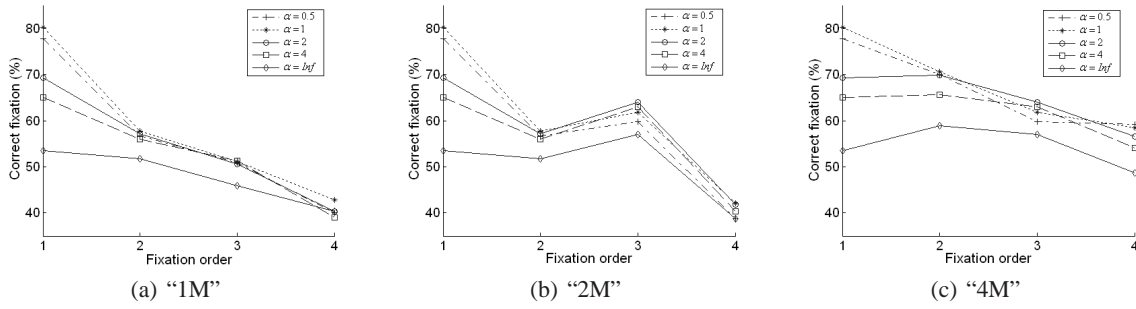 α = 0.5
α = 1
α = 2
α = 4
α = Inf
Correct fixation (%)
80
70
60
50
40
1 2 3 4
Fixation order
(a) “1M”
α = 0.5
α = 1
α = 2
α = 4
α = Inf
Correct fixation (%)
80
70
60
50
40
1 2 3 4
Fixation order
(b) “2M”
α = 0.5
α = 1
α = 2
α = 4
α = Inf
Correct fixation (%)
80
70
60
50
40
1 2 3 4
Fixation order
(c) “4M”